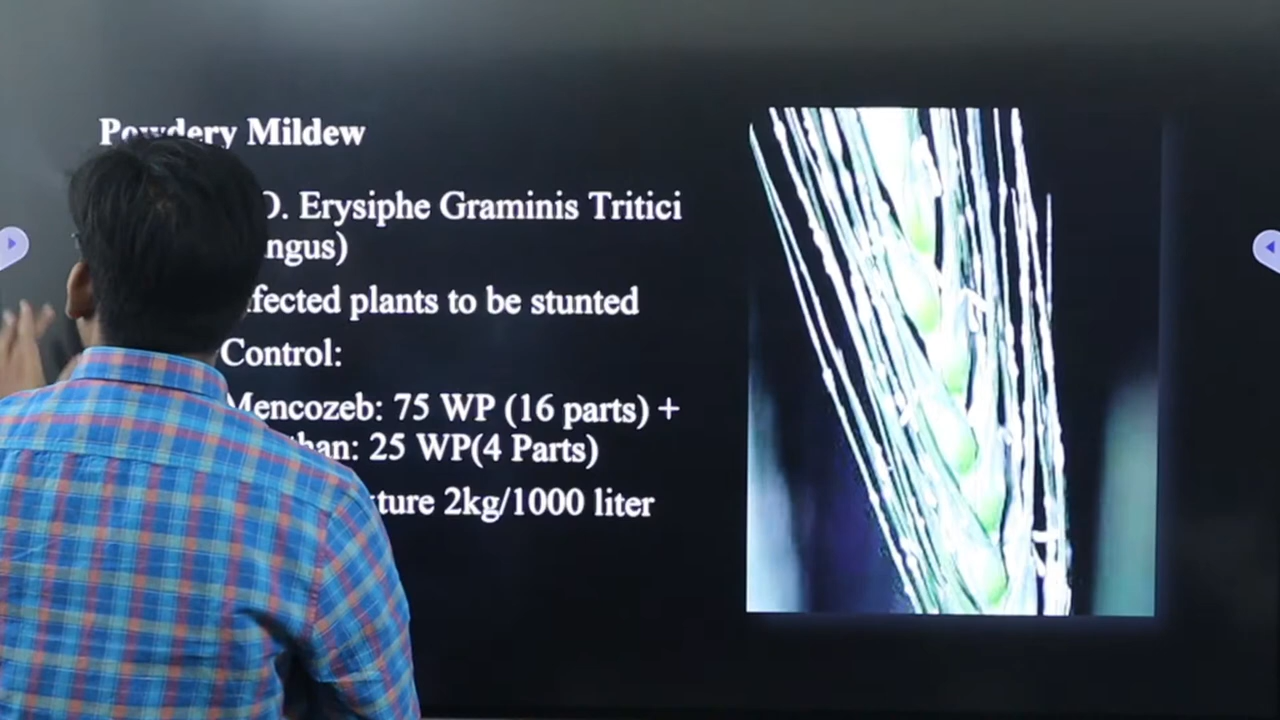 Powdery Mildew
O. Erysiphe Graminis Tritici
ngus)
fected plants to be stunted
Control:
Mencozeb: 75 WP (16 parts) +
han: 25 WP(4 Parts)
ture 2kg/1000 liter